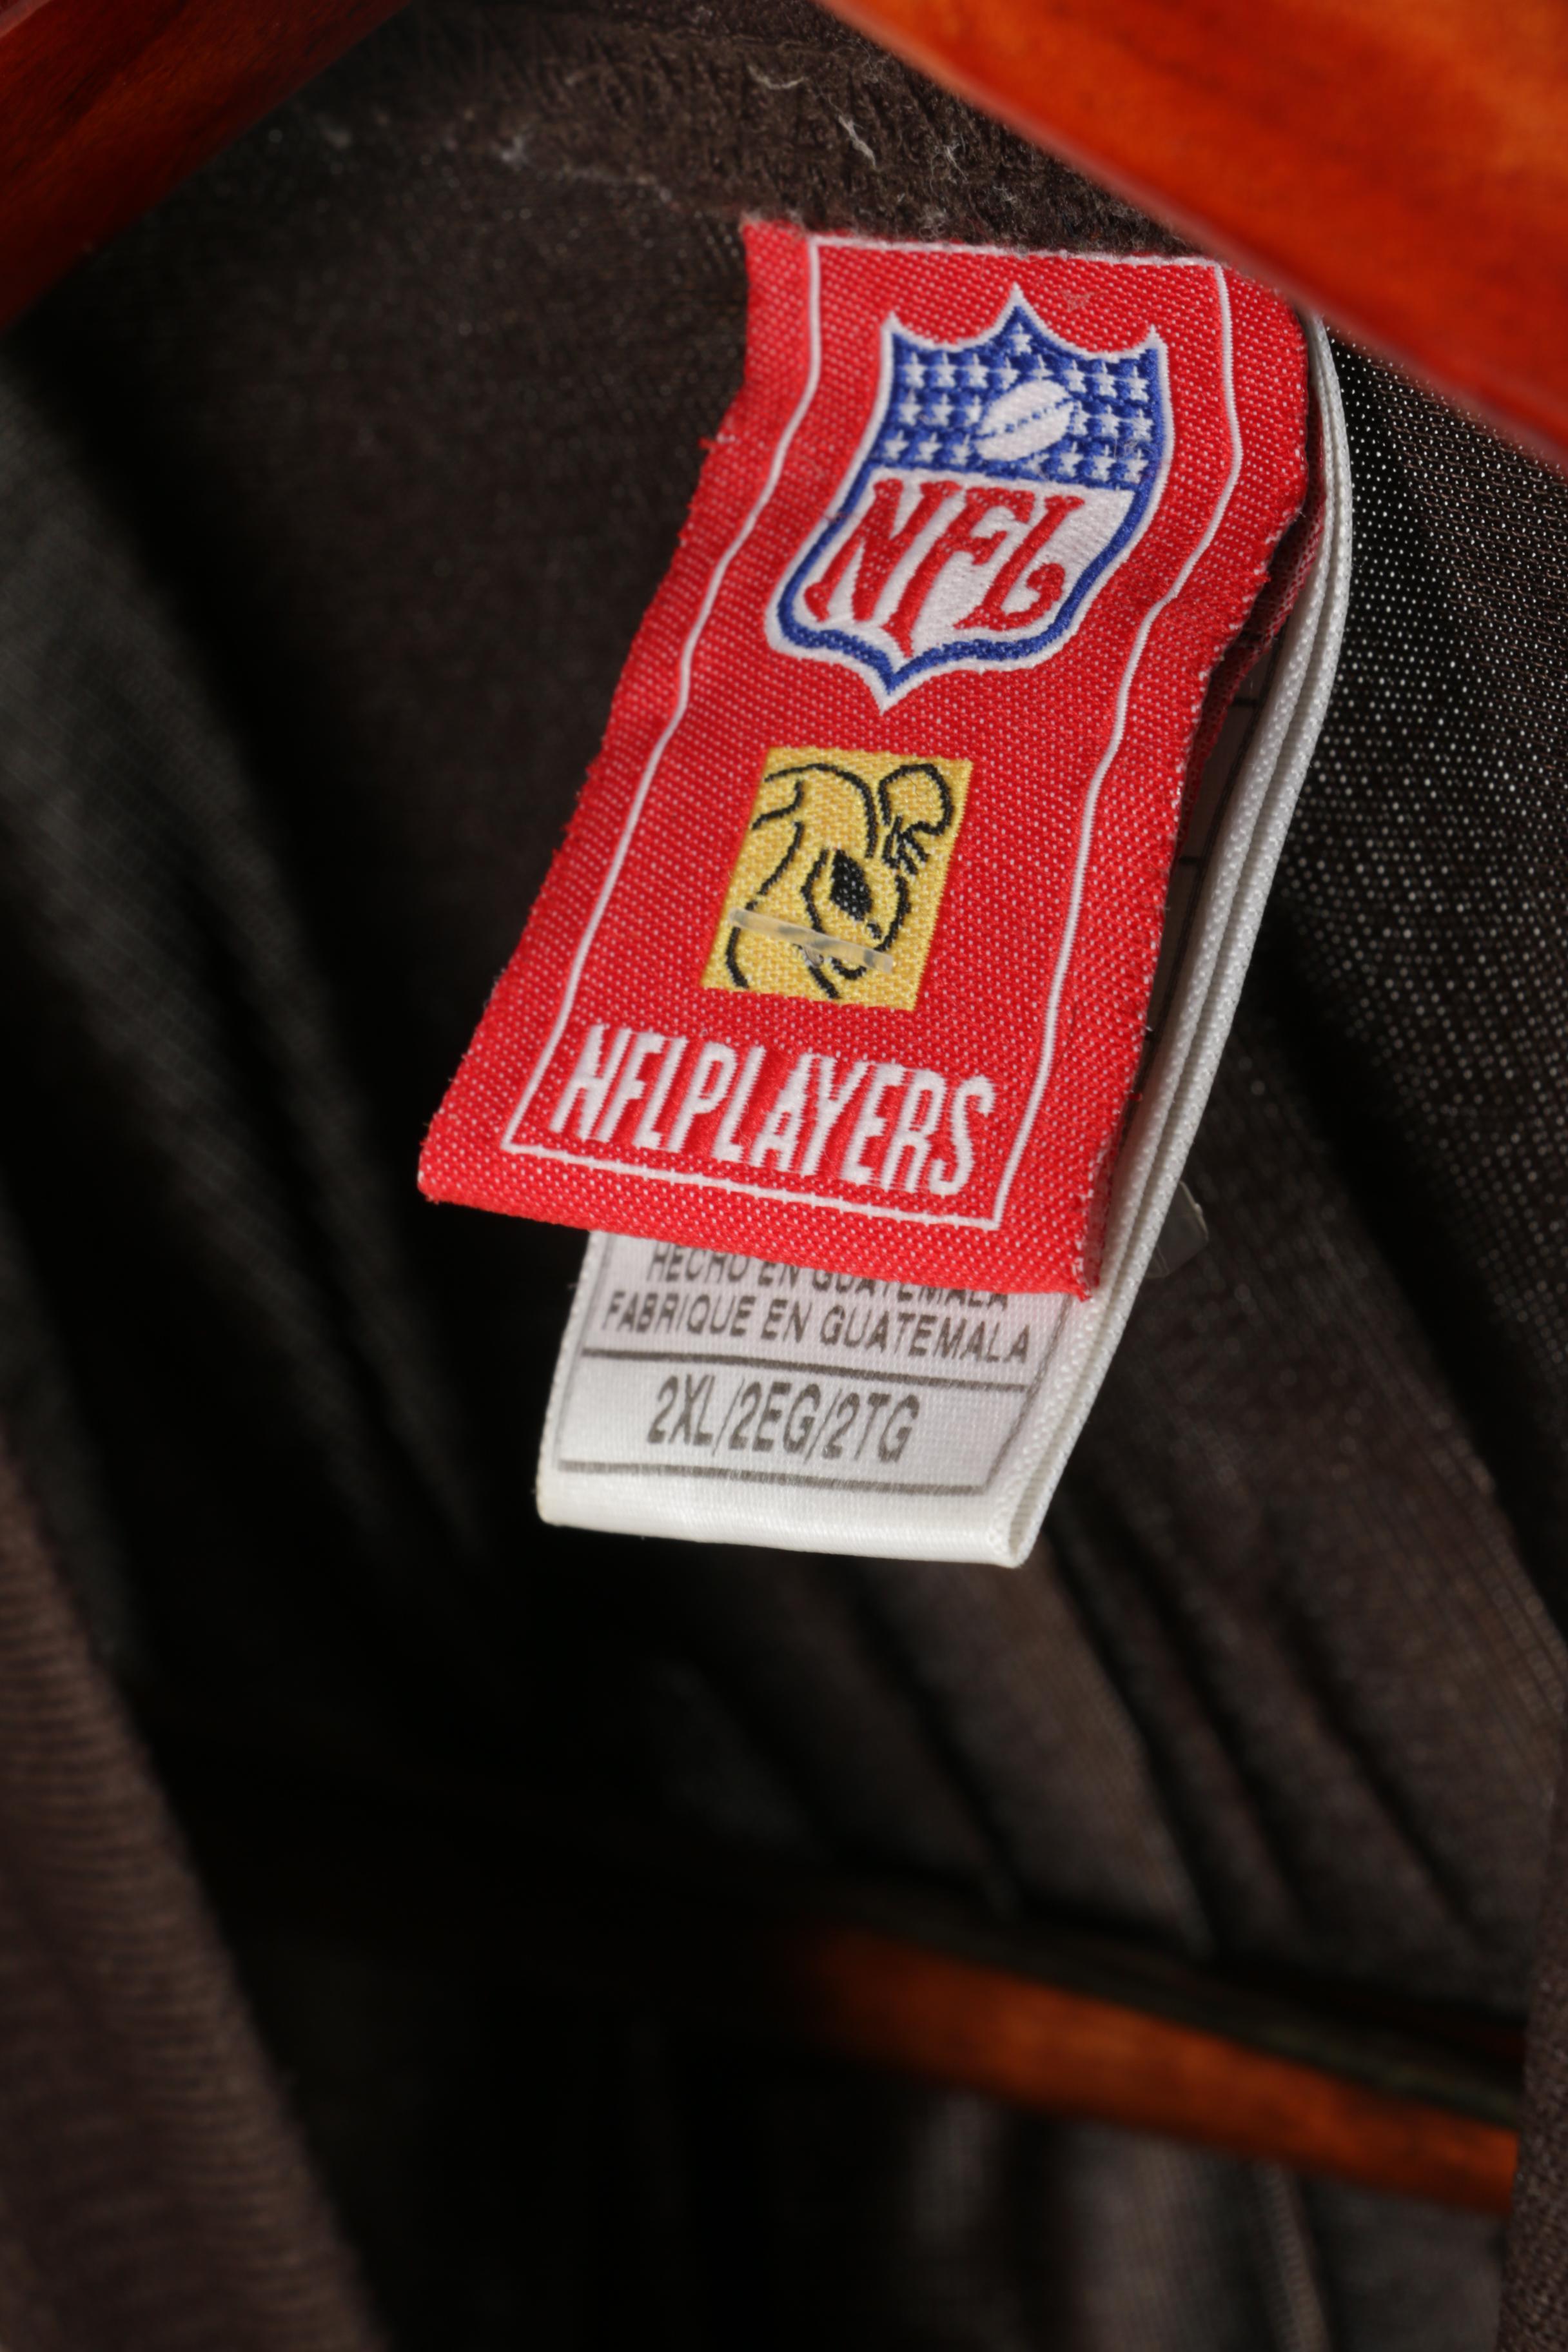 NFL
NFLPLAYERS
HECHO EN GUATEMALA
FABRIQUE EN GUATEMALA
2XL/2EG/2TG